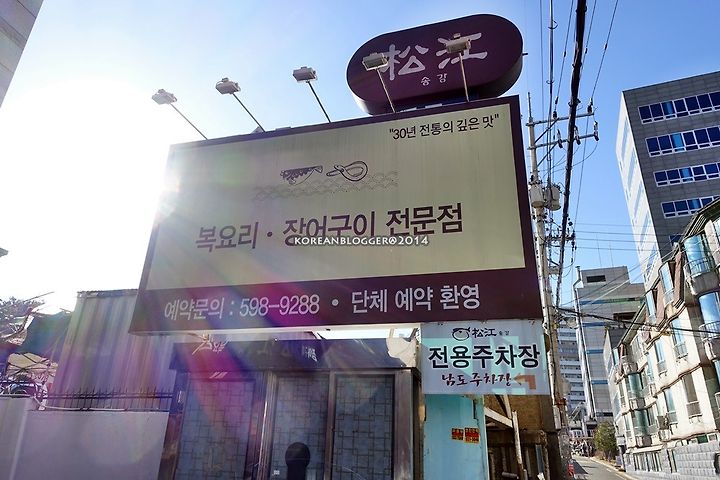 松江
송강
"30년 전통의 깊은 맛"
복요리 · 장어구이 전문점
KOREANBLOGGER@2014
예약문의 : 598-9288 · 단체 예약 환영
松江 송강
전용주차장
남도주차장